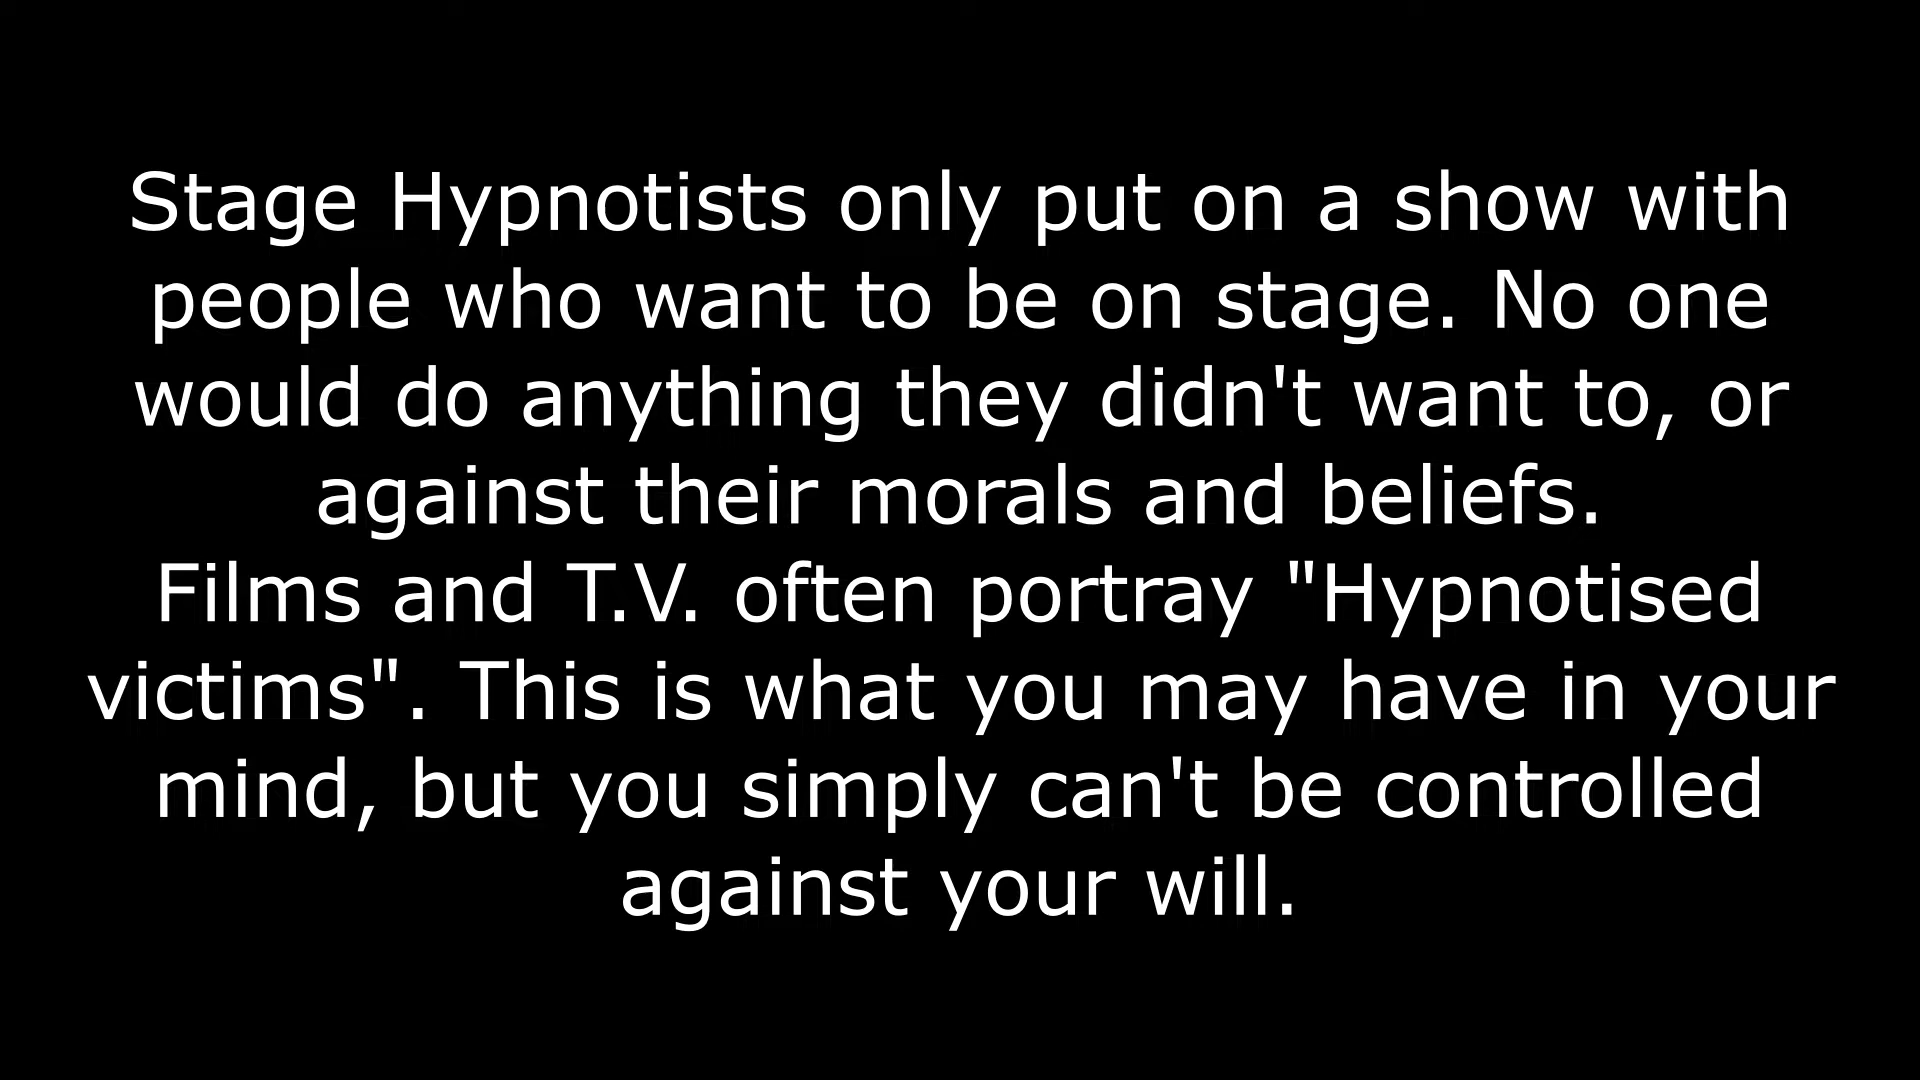 Stage Hypnotists only put on a show with
people who want to be on stage. No one
would do anything they didn't want to, or
against their morals and beliefs.
Films and T.V. often portray "Hypnotised
victims". This is what you may have in your
mind, but you simply can't be controlled
against your will.